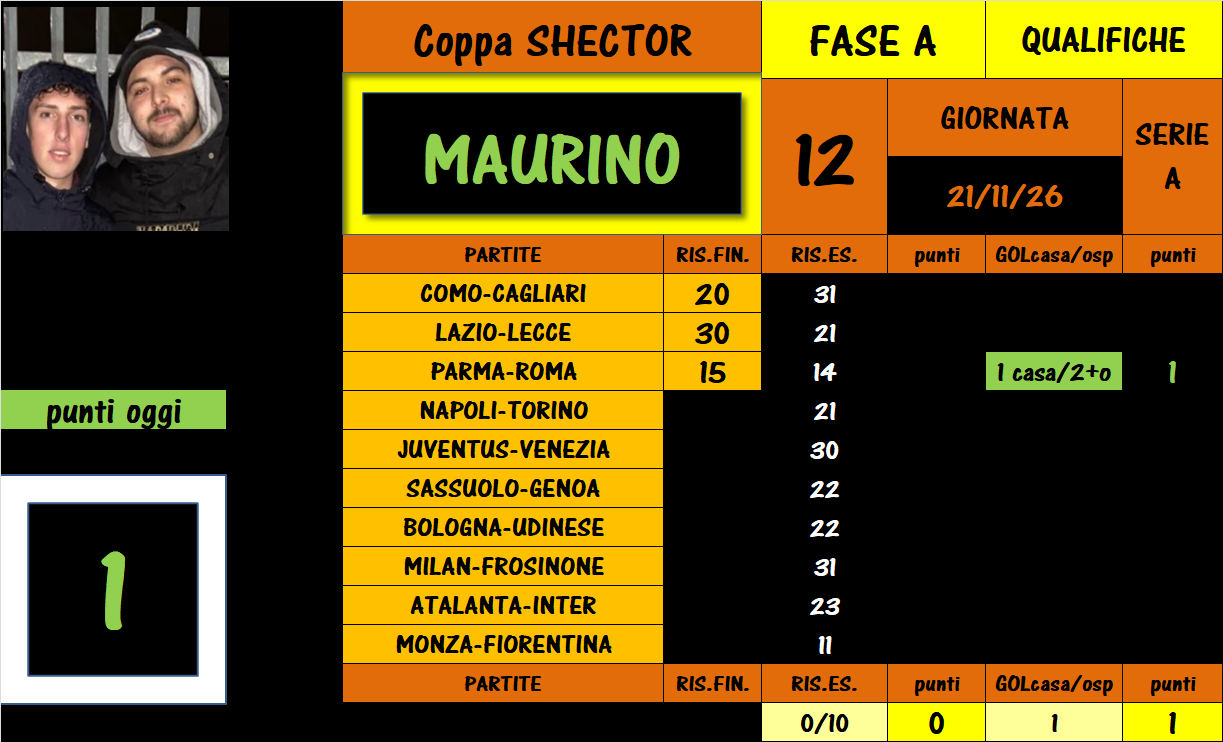 Coppa SHECTOR FASE A QUALIFICHE
MAURINO 12 GIORNATA SERIE A
21/11/26
PARTITE RIS.FIN. RIS.ES. punti GOLcasa/osp punti
COMO-CAGLIARI 20 31
LAZIO-LECCE 30 21
PARMA-ROMA 15 14 1 casa/2+o 1
NAPOLI-TORINO 21
JUVENTUS-VENEZIA 30
SASSUOLO-GENOA 22
BOLOGNA-UDINESE 22
MILAN-FROSINONE 31
ATALANTA-INTER 23
MONZA-FIORENTINA 11
PARTITE RIS.FIN. RIS.ES. punti GOLcasa/osp punti
0/10 0 1 1
punti oggi
1